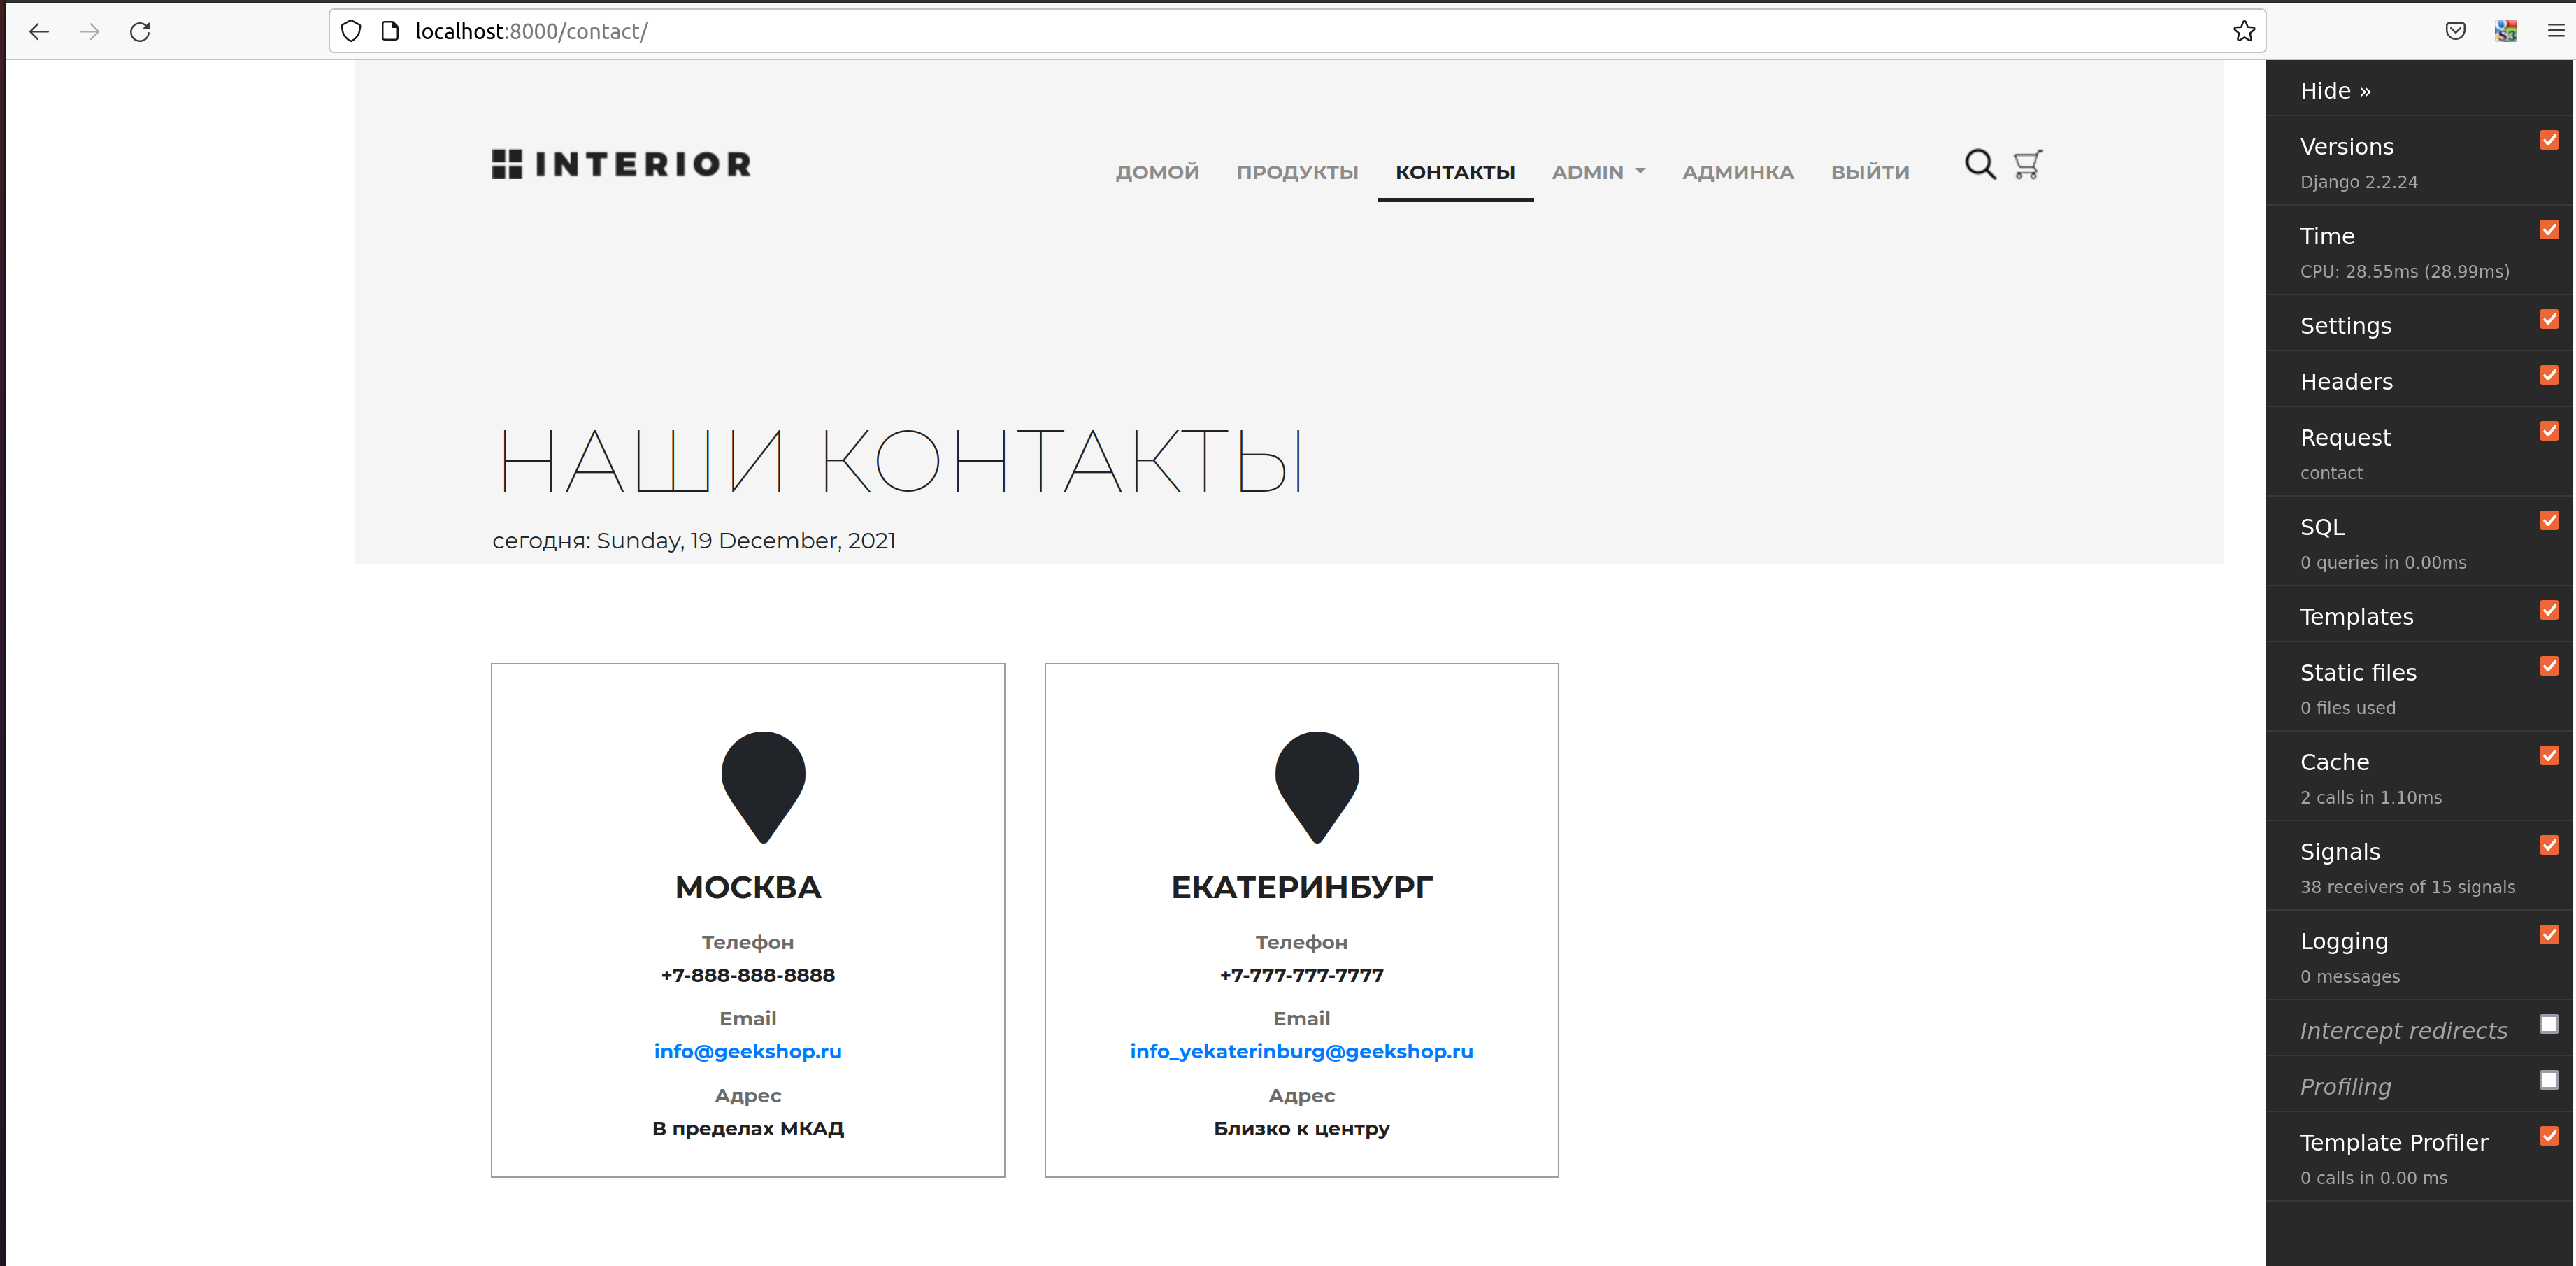 localhost:8000/contact/
INTERIOR
ДОМОЙ ПРОДУКТЫ КОНТАКТЫ ADMIN АДМИНКА ВЫЙТИ
НАШИ КОНТАКТЫ
сегодня: Sunday, 19 December, 2021
МОСКВА
Телефон
+7-888-888-8888
Email
info@geekshop.ru
Адрес
В пределах МКАД
ЕКАТЕРИНБУРГ
Телефон
+7-777-777-7777
Email
info_yekaterinburg@geekshop.ru
Адрес
Близко к центру
Hide »
Versions
Django 2.2.24
Time
CPU: 28.55ms (28.99ms)
Settings
Headers
Request
contact
SQL
0 queries in 0.00ms
Templates
Static files
0 files used
Cache
2 calls in 1.10ms
Signals
38 receivers of 15 signals
Logging
0 messages
Intercept redirects
Profiling
Template Profiler
0 calls in 0.00 ms